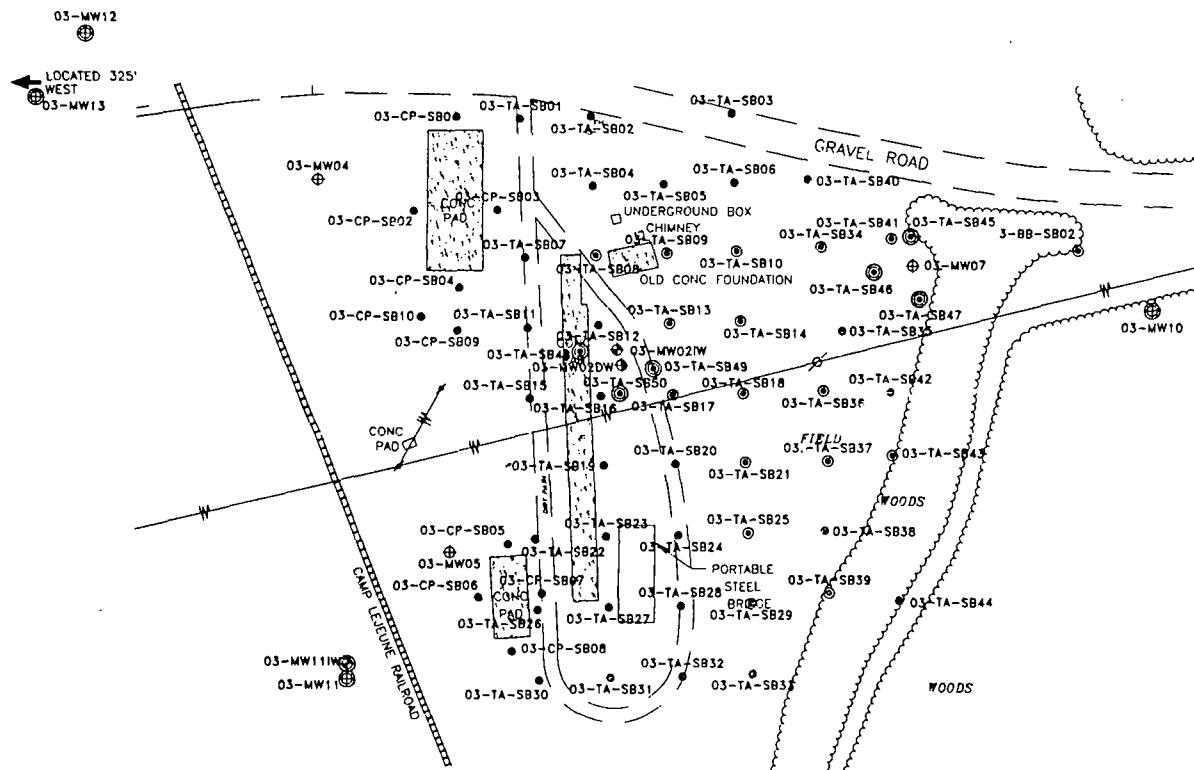 03-MW12
LOCATED 325'
WEST
03-MW13
03-CP-SB0
03-TA-SB01
03-TA-SB02
03-TA-SB03
GRAVEL ROAD
03-MW04
03-TA-SB04
03-TA-SB05
03-TA-SB06
03-TA-SB40
03-CP-SB02
CONC
PAD
03-CP-SB03
UNDERGROUND BOX
CHIMNEY
03-TA-SB41
03-TA-SB45
3-BB-SB02
03-TA-SB07
03-TA-SB08
03-TA-SB09
03-TA-SB10
03-TA-SB34
03-MW07
OLD CONC FOUNDATION
03-CP-SB04
03-TA-SB46
03-TA-SB47
03-MW10
03-CP-SB10
03-CP-SB09
03-TA-SB11
03-TA-SB12
03-TA-SB13
03-TA-SB14
03-TA-SB35
03-TA-SB48
03-MW02IW
03-MW02DW
03-TA-SB49
03-TA-SB50
03-TA-SB15
03-TA-SB16
03-TA-SB17
03-TA-SB18
03-TA-SB36
03-TA-SB42
CONC
PAD
03-TA-SB19
03-TA-SB20
03-TA-SB21
FIELD
03-TA-SB37
03-TA-SB43
DIRT PATH
WOODS
03-CP-SB05
03-MW05
03-TA-SB22
03-TA-SB23
03-TA-SB24
03-TA-SB25
03-TA-SB38
PORTABLE
STEEL
BRIDGE
03-CP-SB06
03-CP-SB07
CONC
PAD
03-TA-SB26
03-TA-SB27
03-TA-SB28
03-TA-SB29
03-TA-SB39
03-TA-SB44
CAMP LEJEUNE RAILROAD
03-MW11IW
03-MW11
03-CP-SB08
03-TA-SB30
03-TA-SB31
03-TA-SB32
03-TA-SB33
WOODS